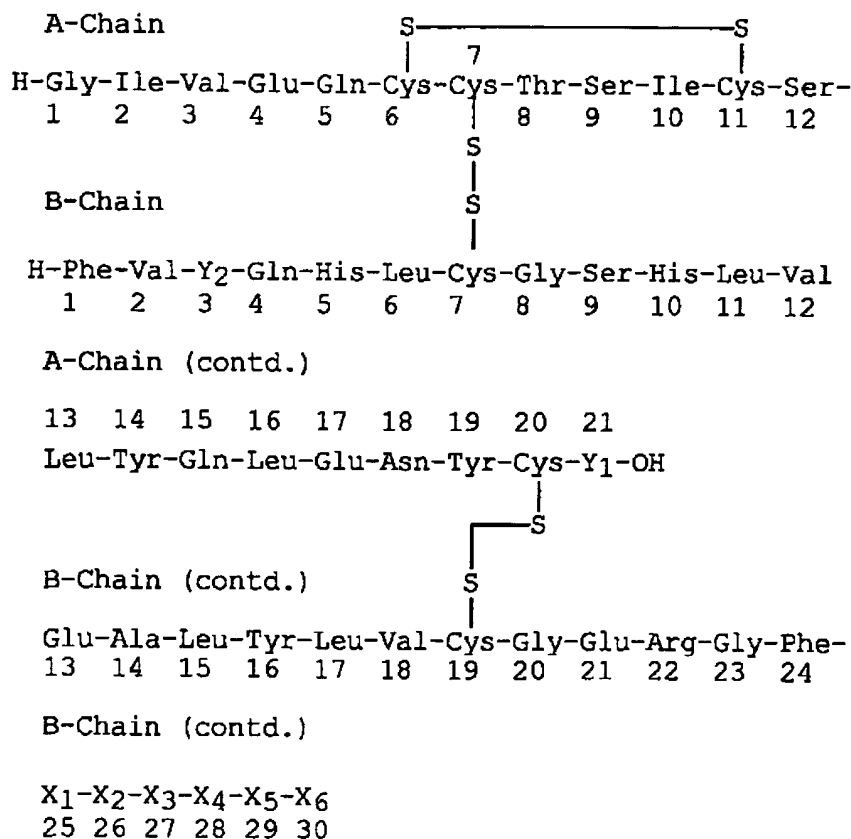 A-Chain
S S
7
H-Gly-Ile-Val-Glu-Gln-Cys-Cys-Thr-Ser-Ile-Cys-Ser-
1 2 3 4 5 6 8 9 10 11 12
S
S
B-Chain
H-Phe-Val-Y2-Gln-His-Leu-Cys-Gly-Ser-His-Leu-Val
1 2 3 4 5 6 7 8 9 10 11 12
A-Chain (contd.)
13 14 15 16 17 18 19 20 21
Leu-Tyr-Gln-Leu-Glu-Asn-Tyr-Cys-Y1-OH
S
S
B-Chain (contd.)
Glu-Ala-Leu-Tyr-Leu-Val-Cys-Gly-Glu-Arg-Gly-Phe-
13 14 15 16 17 18 19 20 21 22 23 24
B-Chain (contd.)
X1-X2-X3-X4-X5-X6
25 26 27 28 29 30